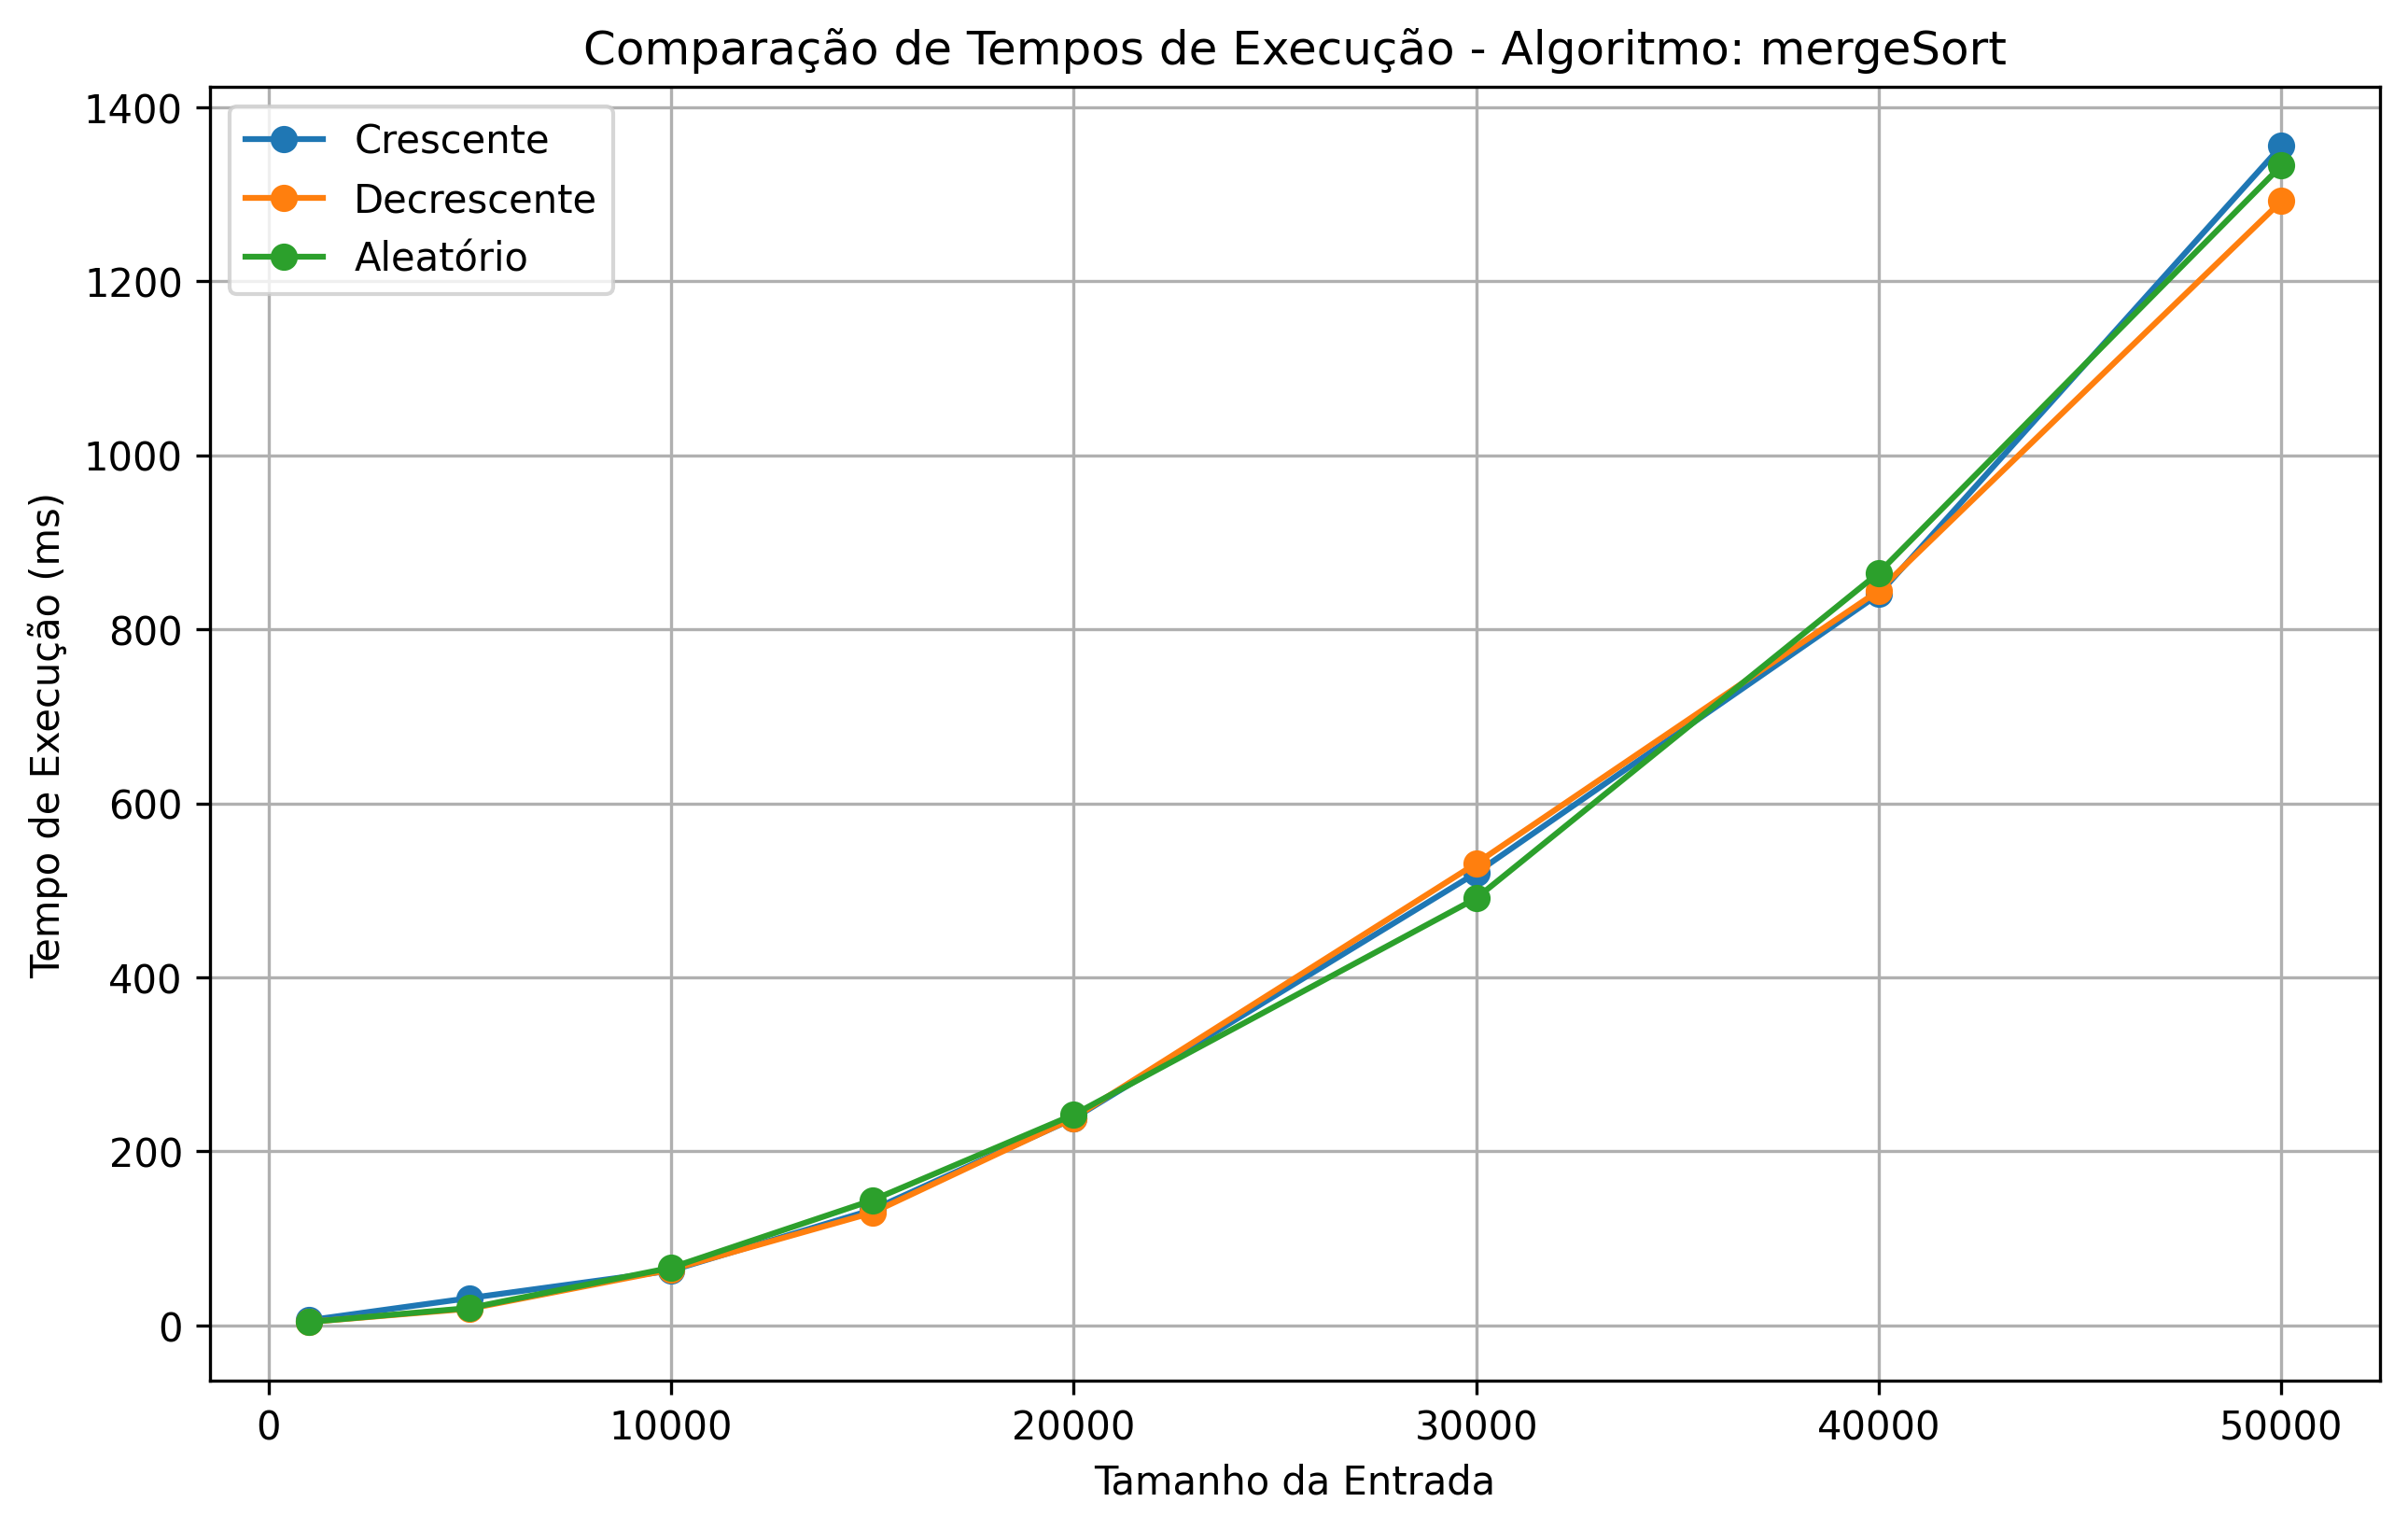 Comparação de Tempos de Execução - Algoritmo: mergeSort
1400
1200
1000
800
600
400
200
0
Tempo de Execução (ms)
Crescente
Decrescente
Aleatório
0 10000 20000 30000 40000 50000
Tamanho da Entrada